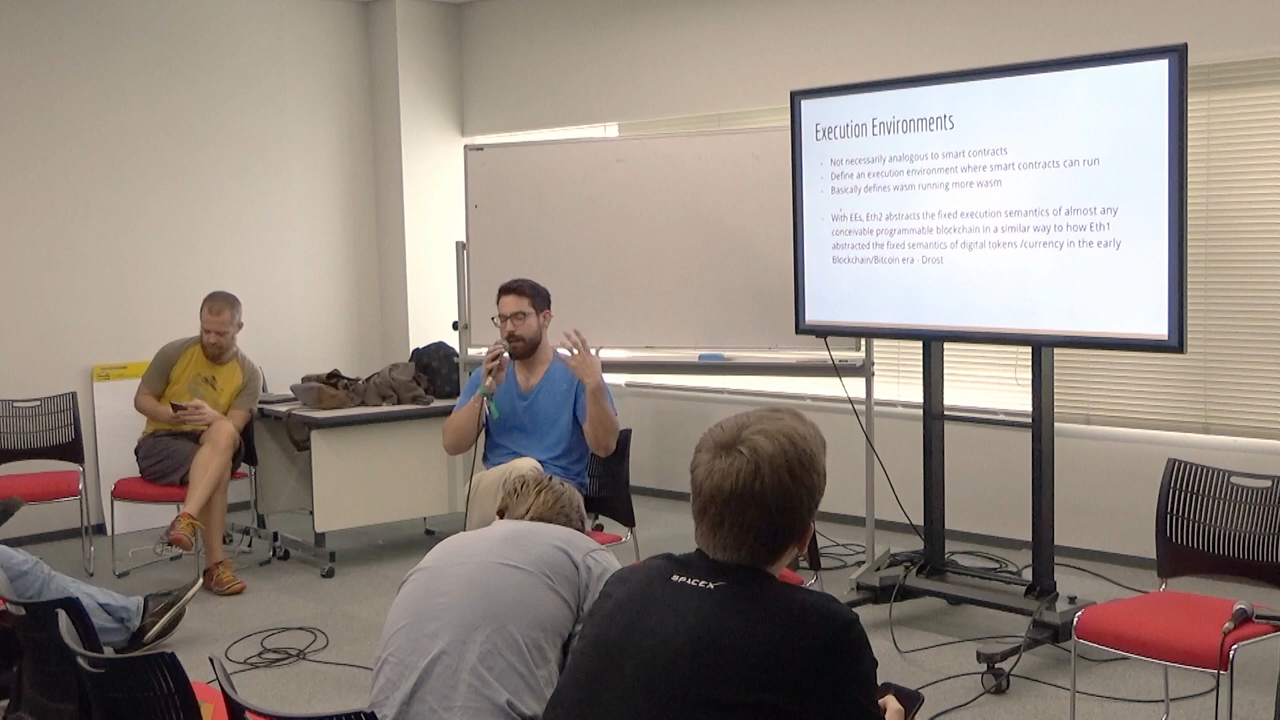 Execution Environments
Not necessarily analogous to smart contracts
Define an execution environment where smart contracts can run
Basically defines wasm running more wasm
With EEs, Eth2 abstracts the fixed execution semantics of almost any
conceivable programmable blockchain in a similar way to how Eth1
abstracted the fixed semantics of digital tokens /currency in the early
Blockchain/Bitcoin era - Drost
SPACEX